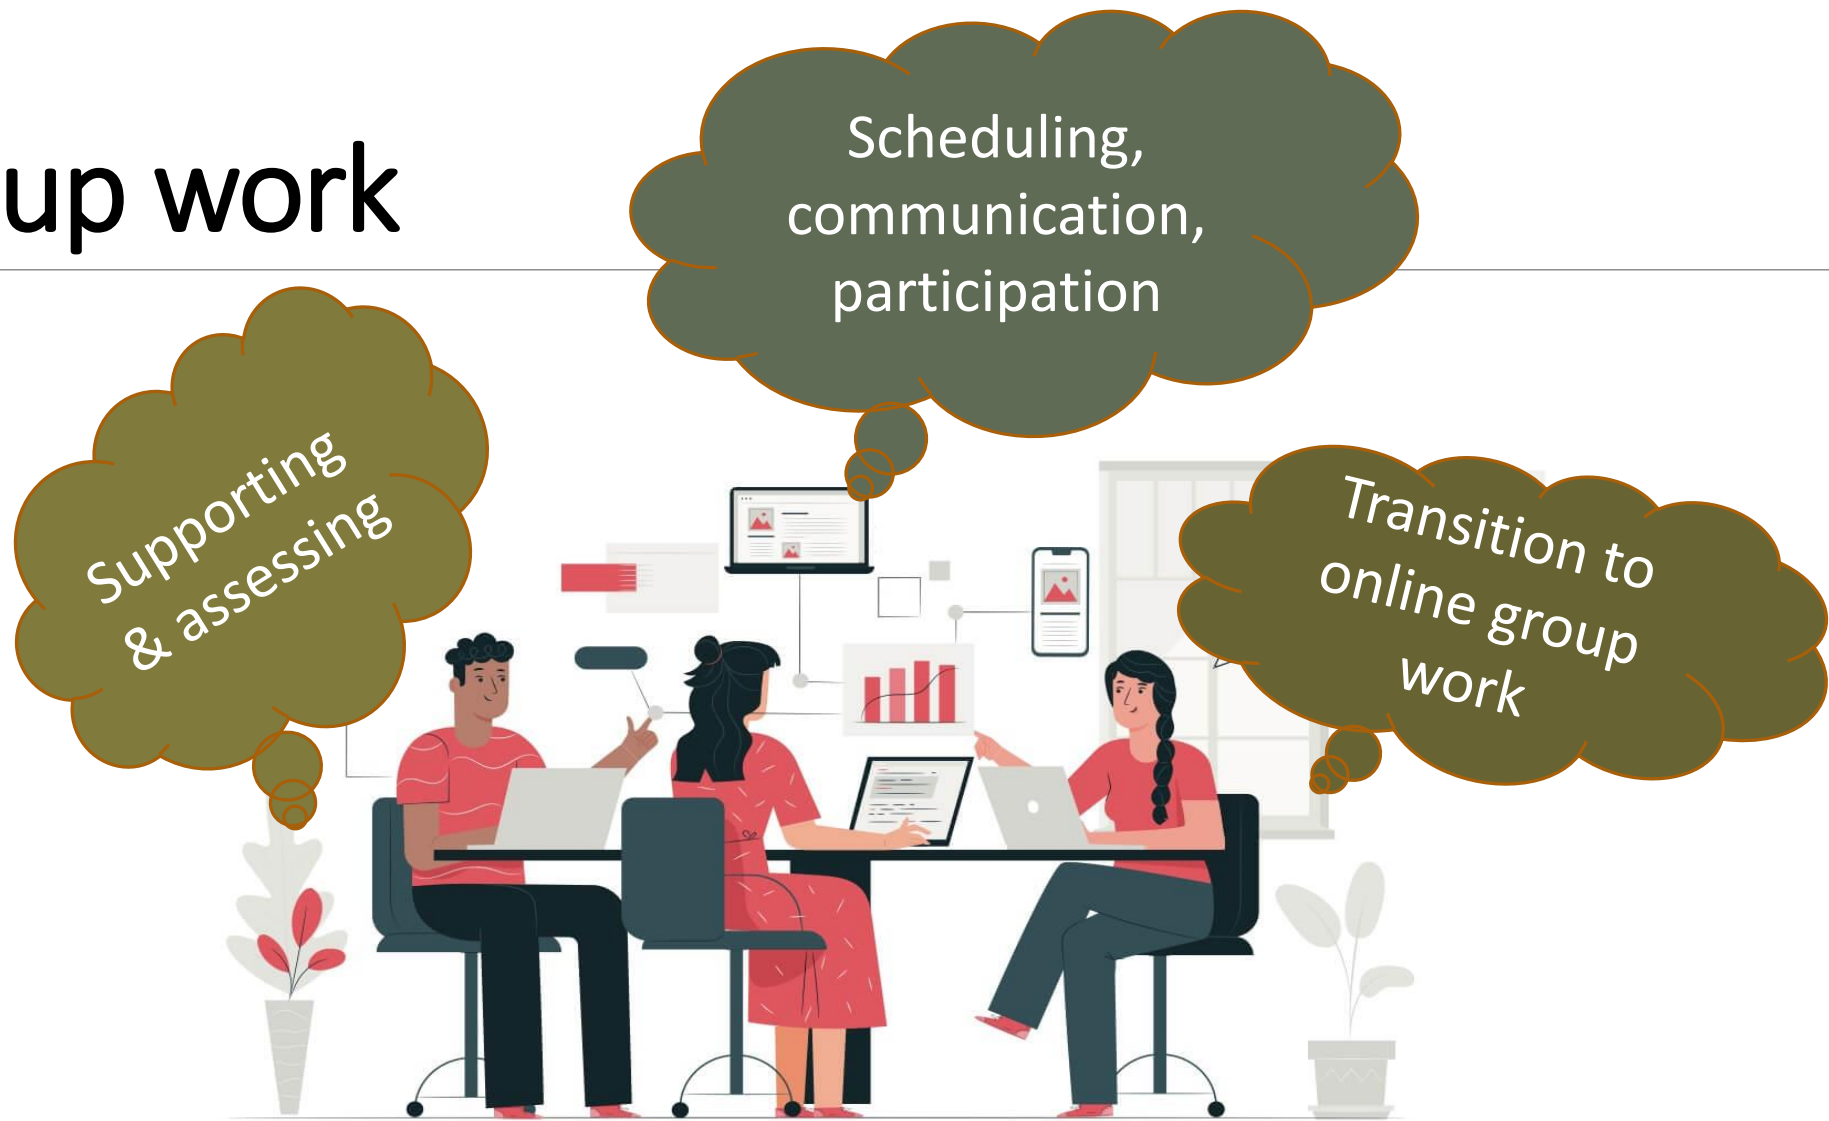 up work
Scheduling,
communication,
participation
Supporting
& assessing
Transition to
online group
work